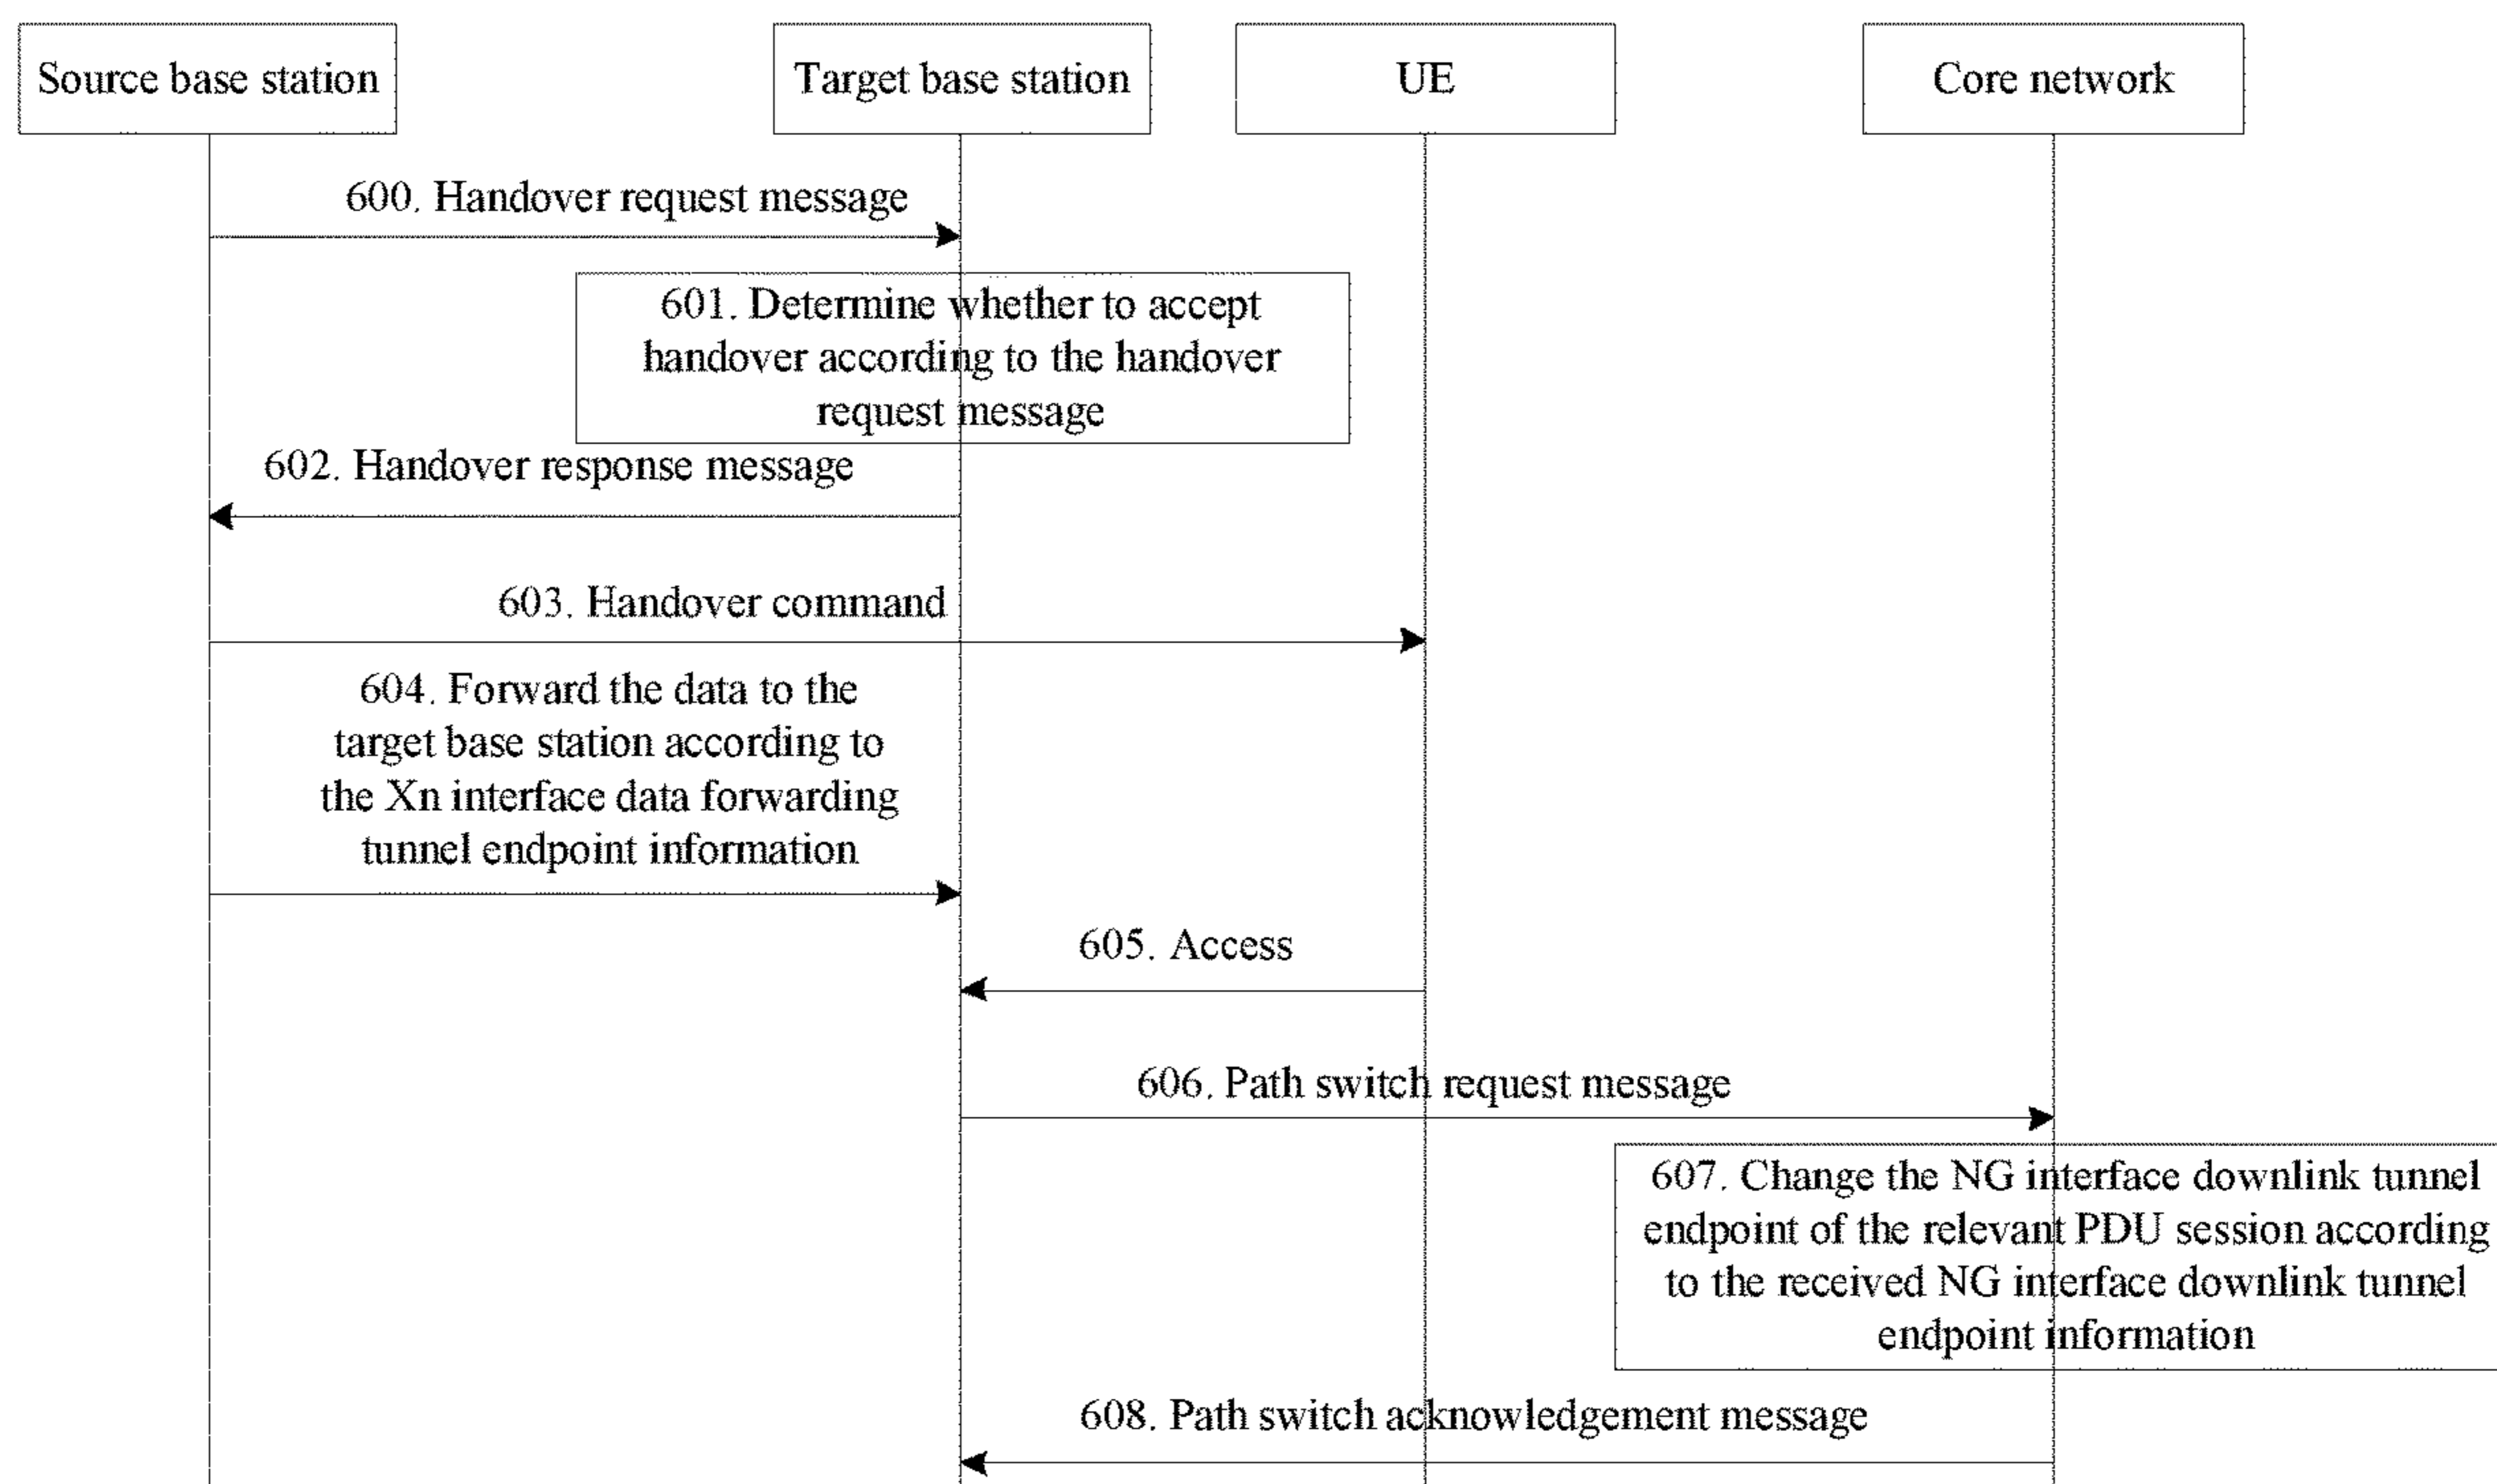 Source base station
Target base station
UE
Core network
600. Handover request message
601. Determine whether to accept
handover according to the handover
request message
602. Handover response message
603. Handover command
604. Forward the data to the
target base station according to
the Xn interface data forwarding
tunnel endpoint information
605. Access
606. Path switch request message
607. Change the NG interface downlink tunnel
endpoint of the relevant PDU session according
to the received NG interface downlink tunnel
endpoint information
608. Path switch acknowledgement message